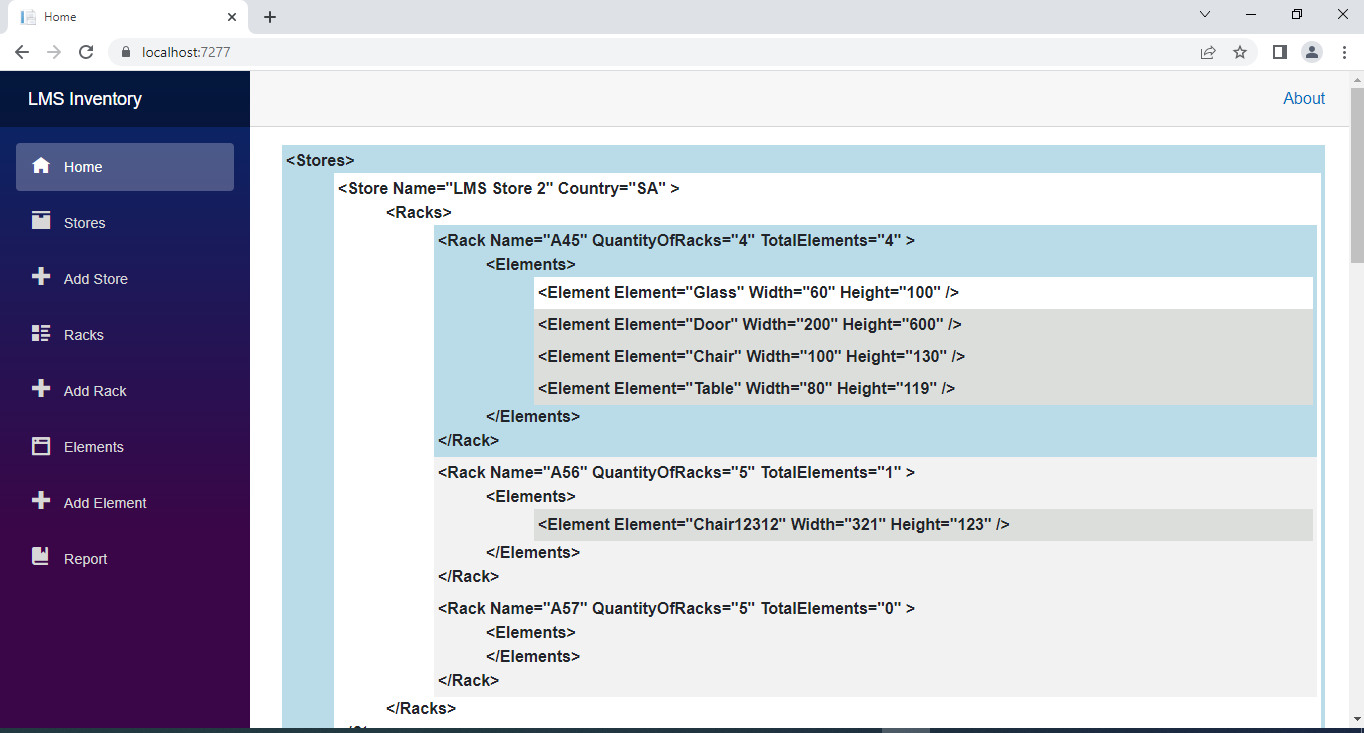 Home
localhost:7277
LMS Inventory
About
Home
Stores
Add Store
Racks
Add Rack
Elements
Add Element
Report
<Stores>
<Store Name="LMS Store 2" Country="SA" >
<Racks>
<Rack Name="A45" QuantityOfRacks="4" TotalElements="4" >
<Elements>
<Element Element="Glass" Width="60" Height="100" />
<Element Element="Door" Width="200" Height="600" />
<Element Element="Chair" Width="100" Height="130" />
<Element Element="Table" Width="80" Height="119" />
</Elements>
</Rack>
<Rack Name="A56" QuantityOfRacks="5" TotalElements="1" >
<Elements>
<Element Element="Chair12312" Width="321" Height="123" />
</Elements>
</Rack>
<Rack Name="A57" QuantityOfRacks="5" TotalElements="0" >
<Elements>
</Elements>
</Rack>
</Racks>